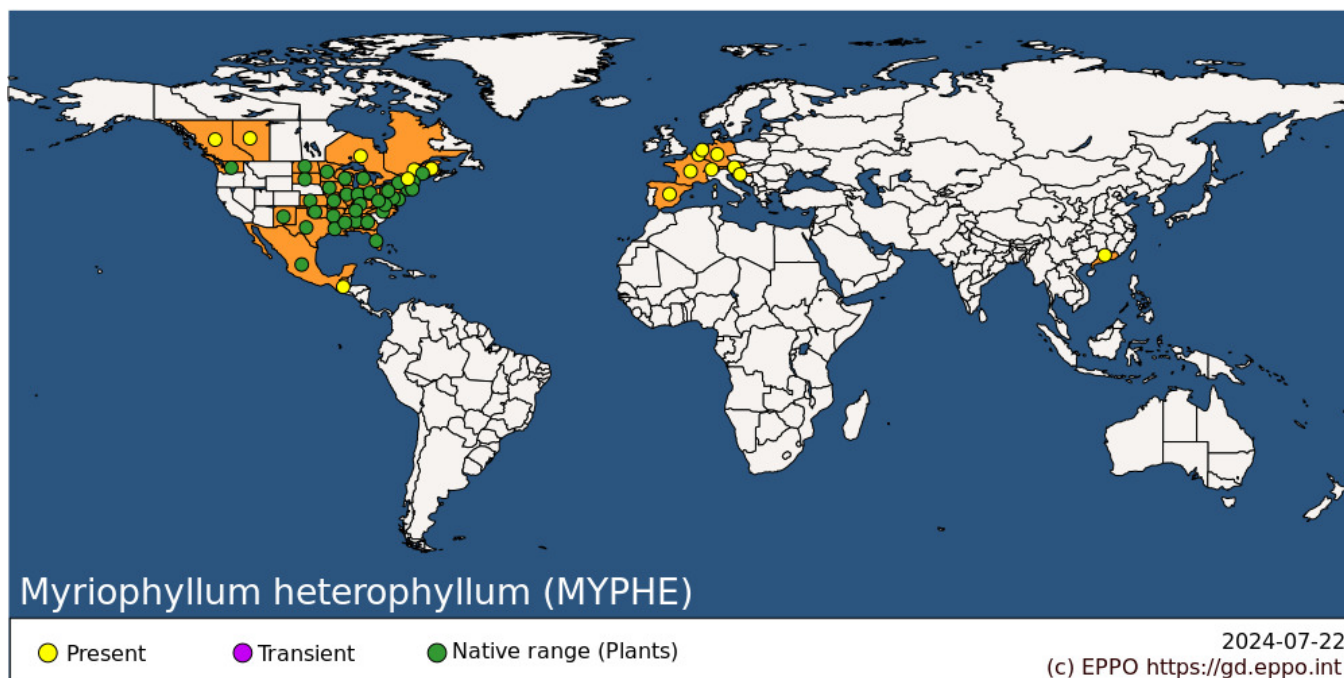 Myriophyllum heterophyllum (MYPHE)
Present
Transient
Native range (Plants)
2024-07-22
(c) EPPO https://gd.eppo.int